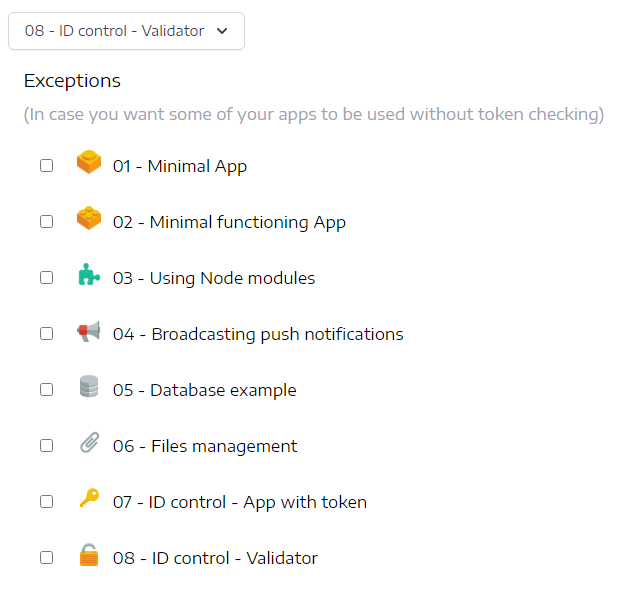 08 - ID control - Validator
Exceptions
(In case you want some of your apps to be used without token checking)
01 - Minimal App
02 - Minimal functioning App
03 - Using Node modules
04 - Broadcasting push notifications
05 - Database example
06 - Files management
07 - ID control - App with token
08 - ID control - Validator